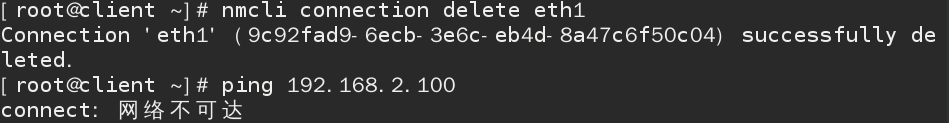 [root@client ~]# nmcli connection delete eth1
Connection 'eth1' (9c92fad9-6ecb-3e6c-eb4d-8a47c6f50c04) successfully de
leted.
[root@client ~]# ping 192.168.2.100
connect: 网络不可达